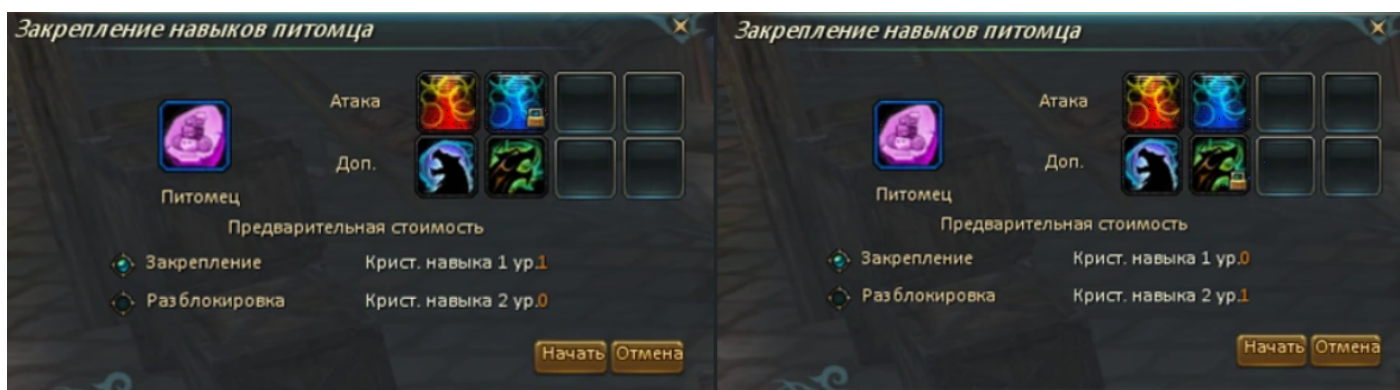 Закрепление навыков питомца
Атака
Доп.
Питомец
Предварительная стоимость
Закрепление Крист. навыка 1 ур.1
Разблокировка Крист. навыка 2 ур.0
Начать Отмена
Закрепление навыков питомца
Атака
Доп.
Питомец
Предварительная стоимость
Закрепление Крист. навыка 1 ур.0
Разблокировка Крист. навыка 2 ур.1
Начать Отмена